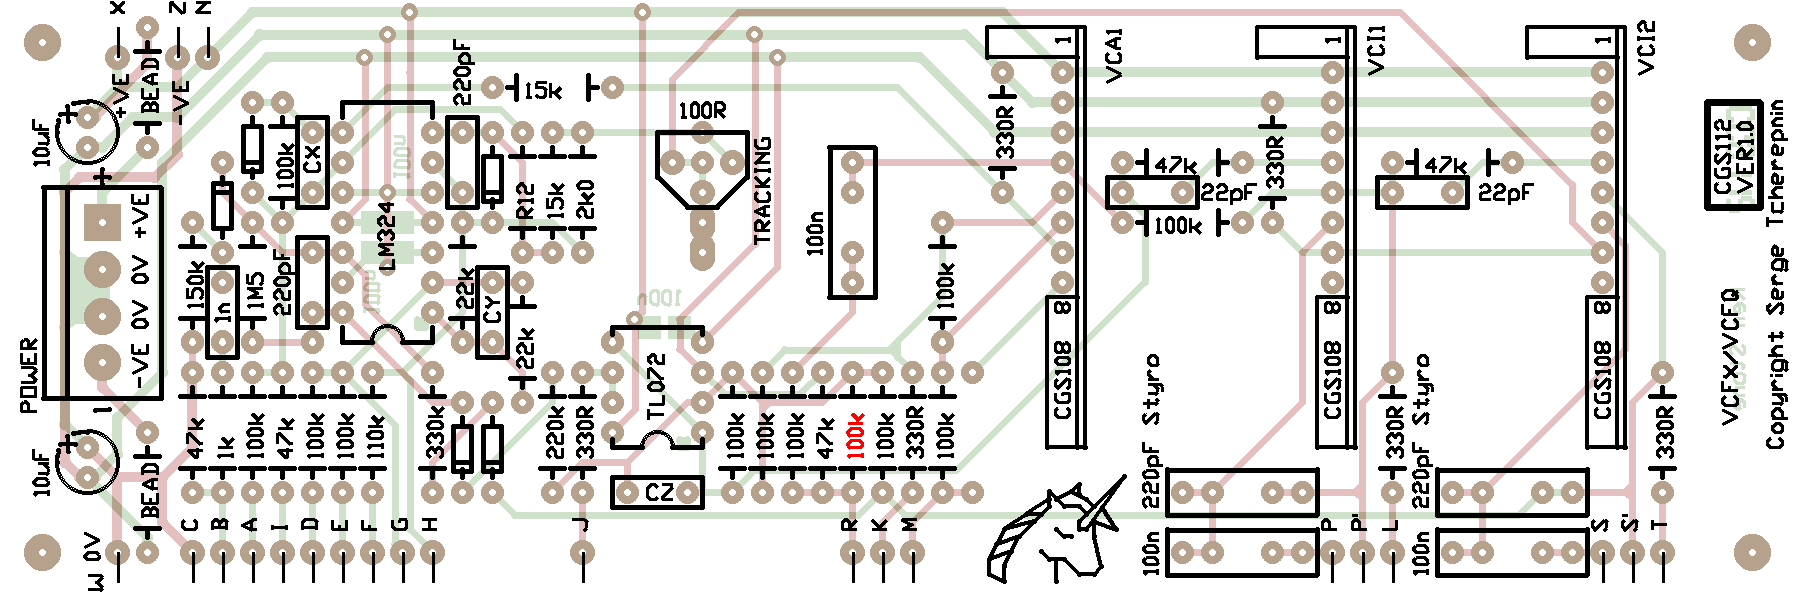 X
Z
N
+VE
-VE
BEAD
10uF
+
220pF
15k
100R
1
VCA1
1
VCI1
1
VCI2
100k
CX
R12
15k
2k0
LM324
TRACKING
100n
330R
47k
22pF
100k
330R
47k
22pF
CGS112
VER1.0
POWER
+
+VE
0V
0V
-VE
-
150k
1n
1M5
220pF
22k
CY
22k
100n
100k
8
CGS108
8
CGS108
8
CGS108
VCFX/VCFQ
Copyright Serge Tcherepnin
10uF
+
BEAD
47k
1k
100k
47k
100k
100k
110k
330k
220k
330R
TL072
CZ
100k
100k
100k
47k
100k
100k
330R
100k
220pF Styro
330R
220pF Styro
330R
100n
100n
W
0V
C
B
A
I
D
E
F
G
H
J
R
K
M
P
P'
L
S
S'
T